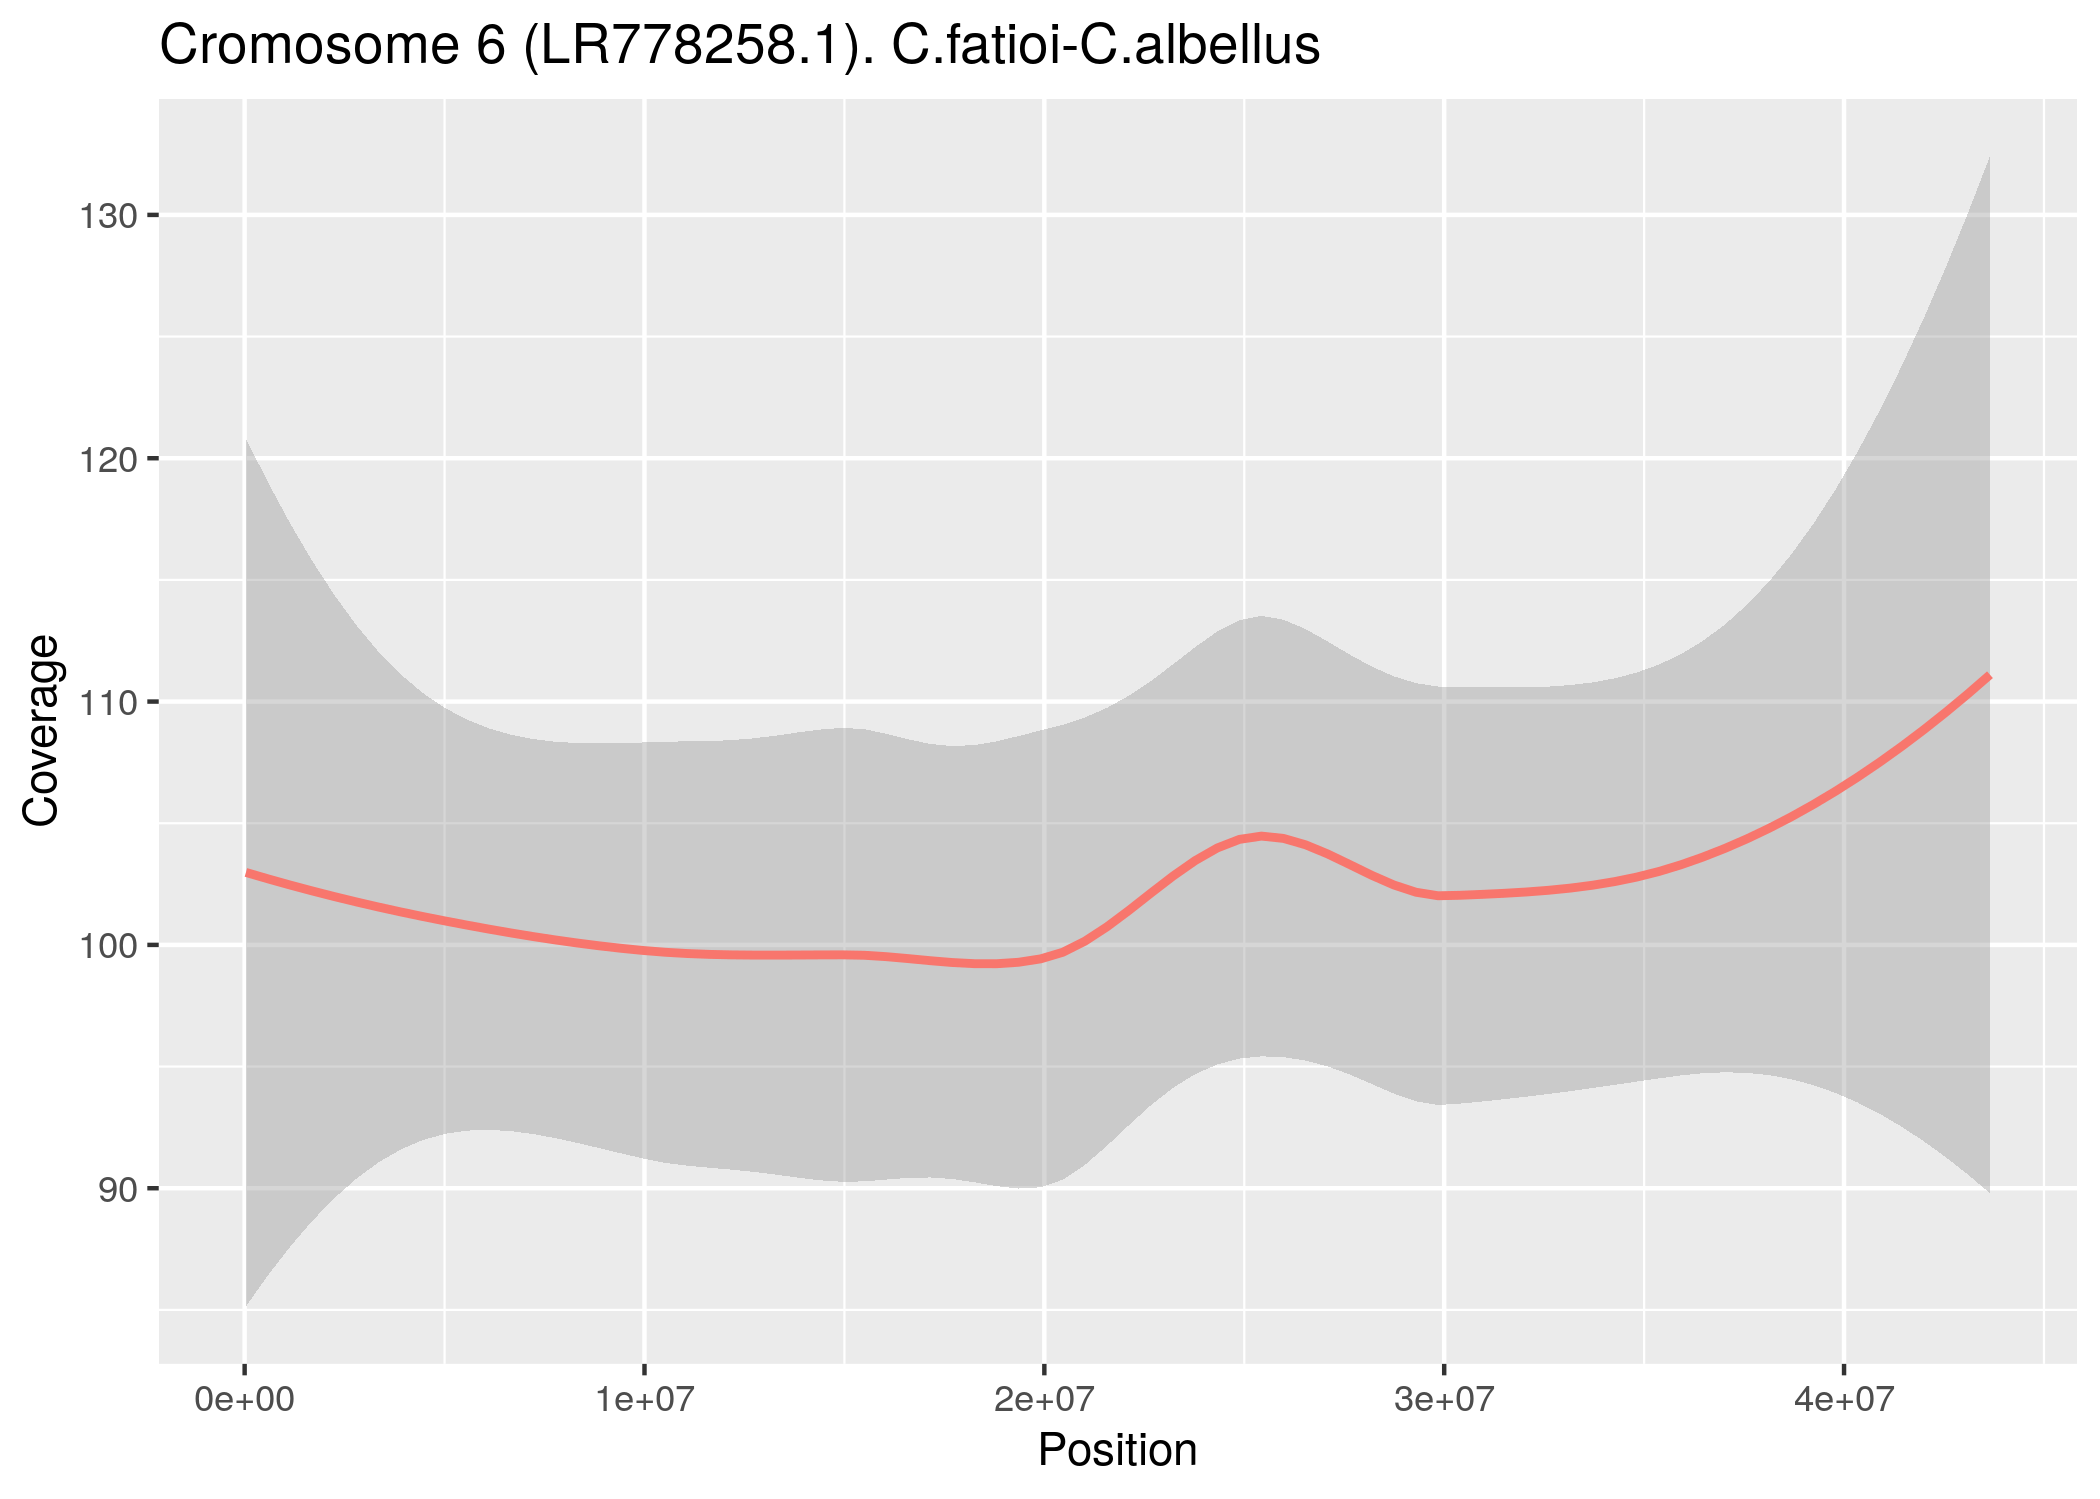 Cromosome 6 (LR778258.1). C.fatioi-C.albellus
130
120
110
100
90
Coverage
0e+00 1e+07 2e+07 3e+07 4e+07
Position